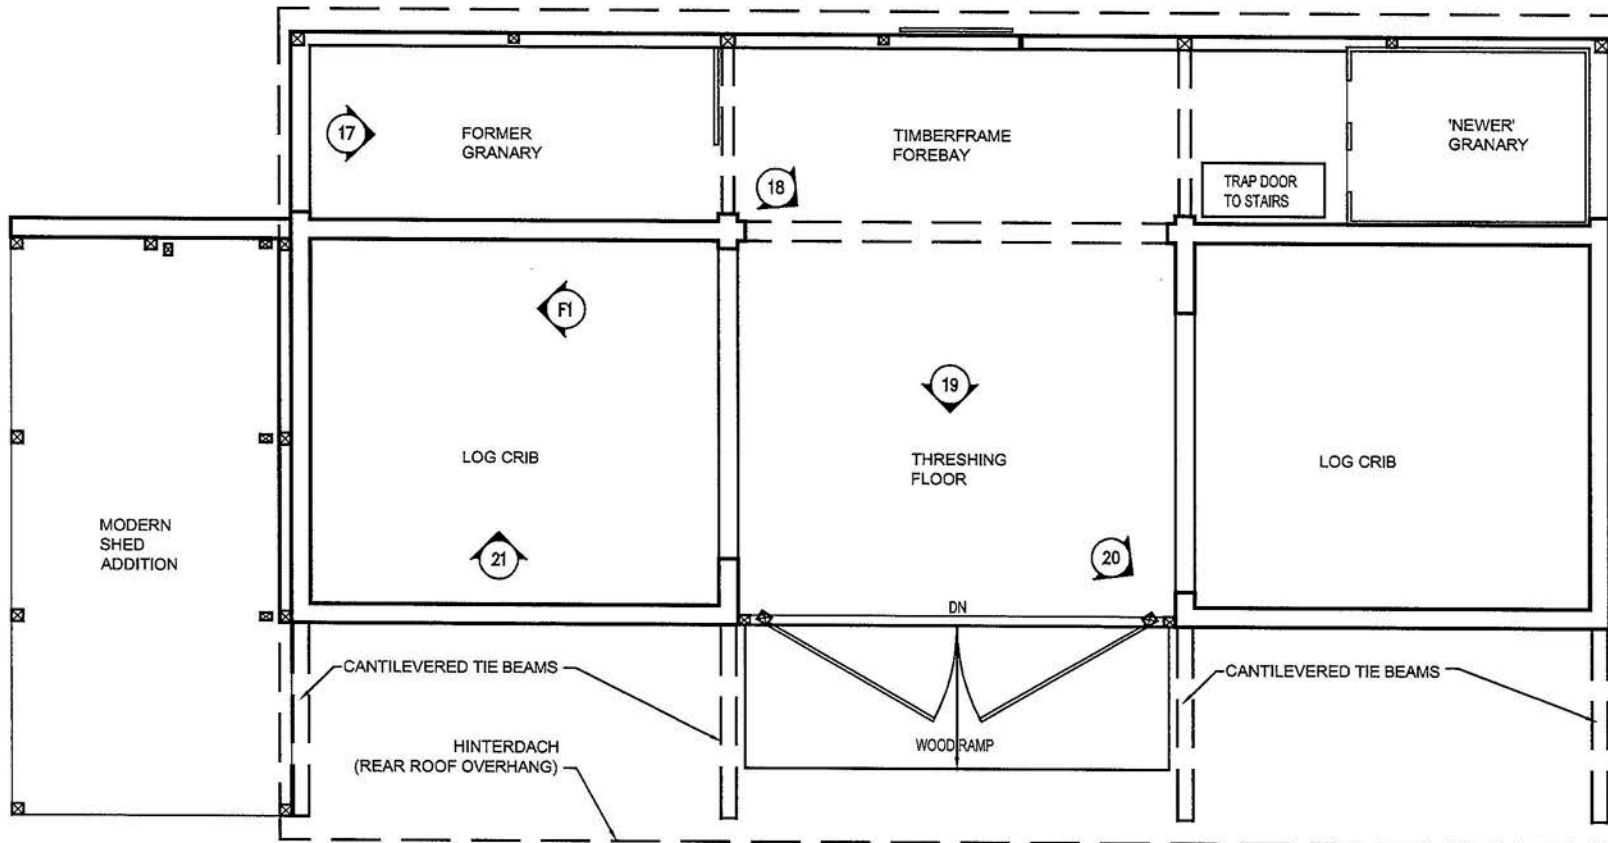 17
FORMER
GRANARY
18
TIMBERFRAME
FOREBAY
'NEWER'
GRANARY
TRAP DOOR
TO STAIRS
F1
19
LOG CRIB
THRESHING
FLOOR
LOG CRIB
MODERN
SHED
ADDITION
21
20
DN
CANTILEVERED TIE BEAMS
CANTILEVERED TIE BEAMS
HINTERDACH
(REAR ROOF OVERHANG)
WOOD RAMP